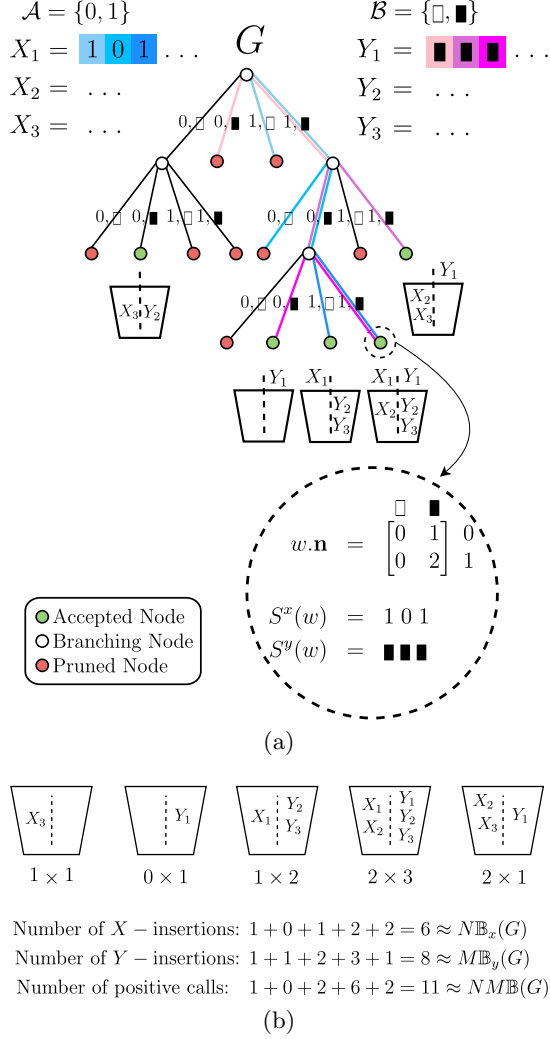 𝒜 = {0, 1}
ℬ = {▯, ▮}
G
X₁ = 1 0 1 . . .
Y₁ = ▮ ▮ ▮ . . .
X₂ = . . .
Y₂ = . . .
X₃ = . . .
Y₃ = . . .
0,▯ 0,▮ 1,▯ 1,▮
0,▯ 0,▮ 1,▯ 1,▮
0,▯ 0,▮ 1,▯ 1,▮
0,▯ 0,▮ 1,▯ 1,▮
X₃ Y₂
Y₁
X₂
X₃
Y₁
X₁
Y₂
Y₃
X₁ Y₁
X₂ Y₂
Y₃
▯ ▮
w.n = [0 1] 0
[0 2] 1
Sˣ(w) = 1 0 1
Sʸ(w) = ▮ ▮ ▮
Accepted Node
Branching Node
Pruned Node
(a)
X₃
Y₁
X₁ Y₂
Y₃
X₁ Y₁
X₂ Y₂
Y₃
X₂
X₃ Y₁
1 × 1 0 × 1 1 × 2 2 × 3 2 × 1
Number of X − insertions: 1 + 0 + 1 + 2 + 2 = 6 ≈ N𝔹ₓ(G)
Number of Y − insertions: 1 + 1 + 2 + 3 + 1 = 8 ≈ M𝔹_y(G)
Number of positive calls: 1 + 0 + 2 + 6 + 2 = 11 ≈ NM𝔹(G)
(b)